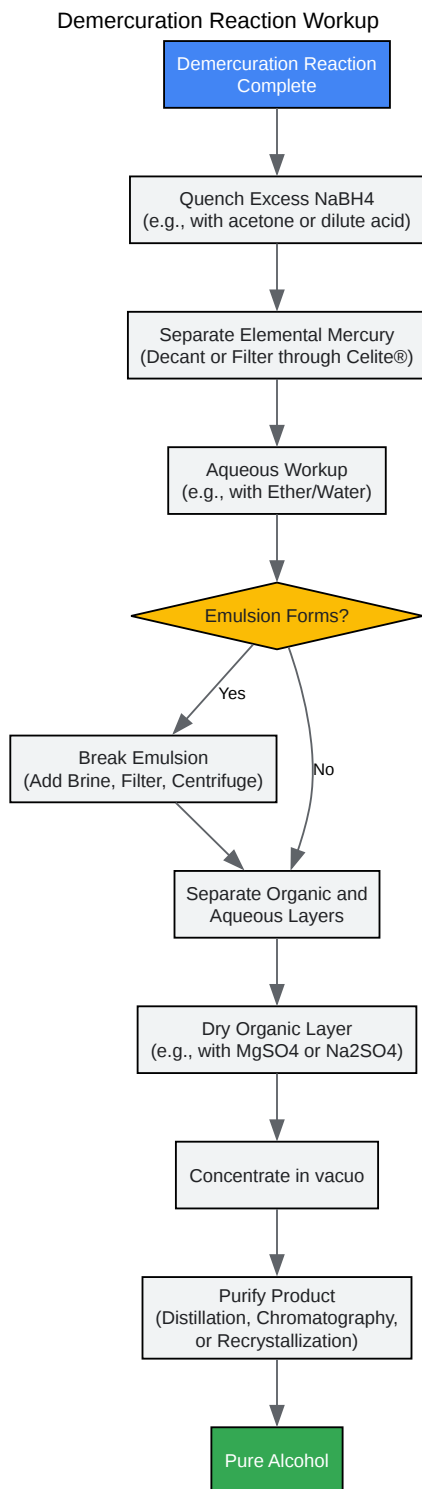 Demercuration Reaction Workup
Demercuration Reaction
Complete
Quench Excess NaBH4
(e.g., with acetone or dilute acid)
Separate Elemental Mercury
(Decant or Filter through Celite®)
Aqueous Workup
(e.g., with Ether/Water)
Emulsion Forms?
Yes
Break Emulsion
(Add Brine, Filter, Centrifuge)
No
Separate Organic and
Aqueous Layers
Dry Organic Layer
(e.g., with MgSO4 or Na2SO4)
Concentrate in vacuo
Purify Product
(Distillation, Chromatography,
or Recrystallization)
Pure Alcohol